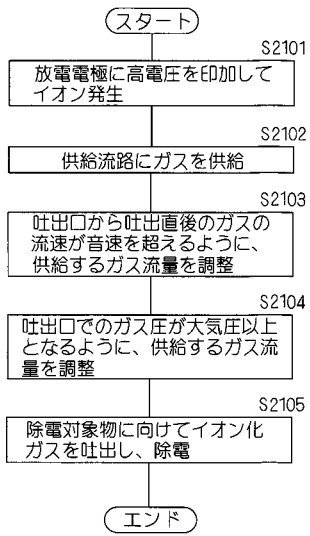 スタート
S2101
放電電極に高電圧を印加して
イオン発生
S2102
供給流路にガスを供給
S2103
吐出口から吐出直後のガスの
流速が音速を超えるように、
供給するガス流量を調整
S2104
吐出口でのガス圧が大気圧以上
となるように、供給するガス流
量を調整
S2105
除電対象物に向けてイオン化
ガスを吐出し、除電
エンド